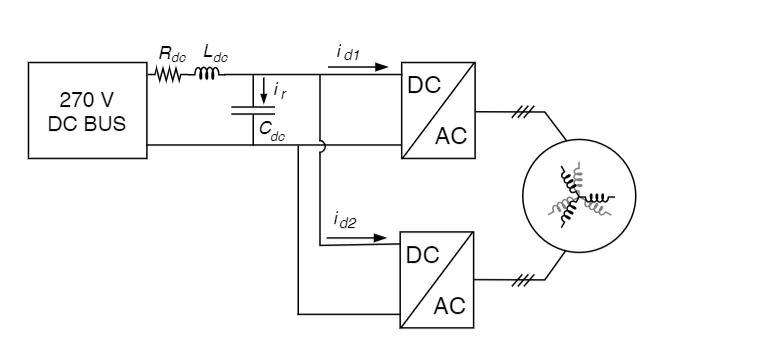 R_dc L_dc
i_d1
270 V
DC BUS
i_r
C_dc
DC
AC
i_d2
DC
AC